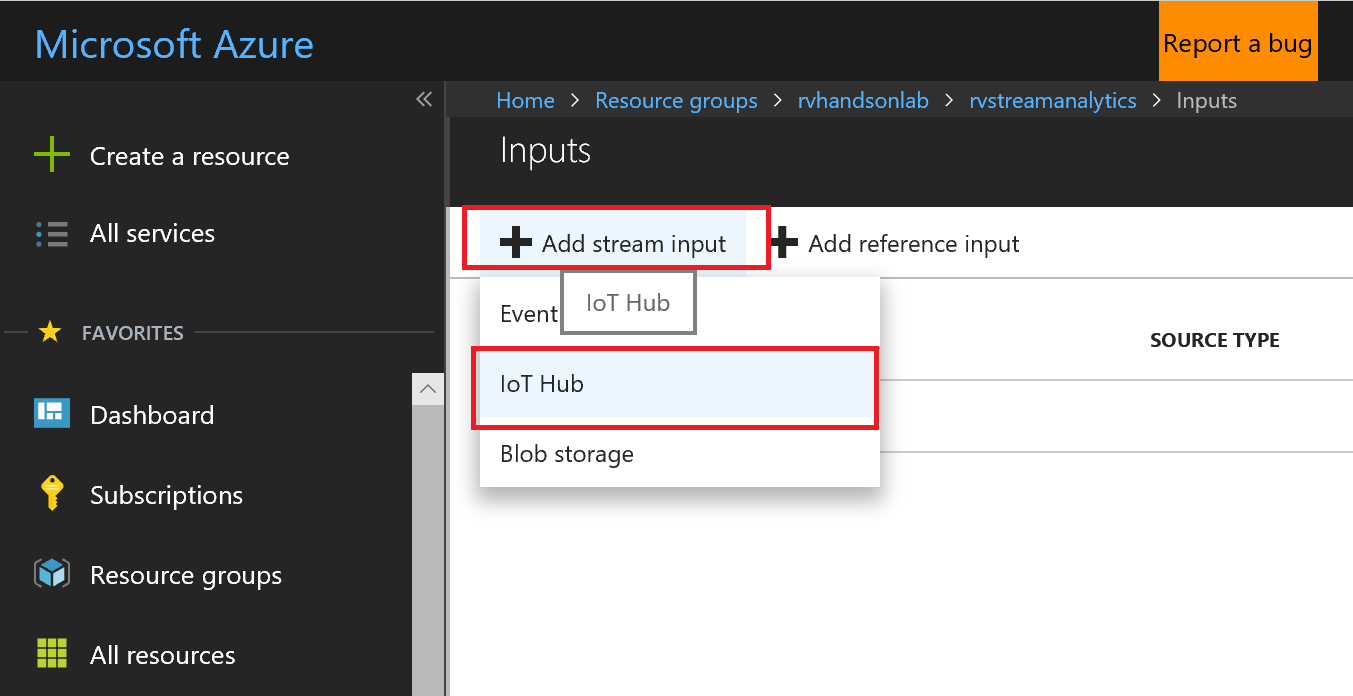 Microsoft Azure
Report a bug
Home > Resource groups > rvhandsonlab > rvstreamanalytics > Inputs
Inputs
Create a resource
All services
FAVORITES
Dashboard
Subscriptions
Resource groups
All resources
Add stream input
Add reference input
Event
IoT Hub
IoT Hub
Blob storage
SOURCE TYPE